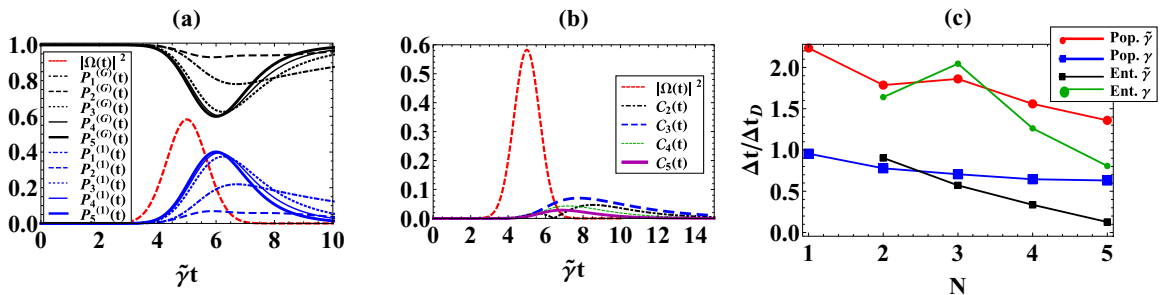 (a)
1.0
0.8
0.6
0.4
0.2
0.0
|Ω(t)| ²
P₁⁽ᴳ⁾(t)
P₂⁽ᴳ⁾(t)
P₃⁽ᴳ⁾(t)
P₄⁽ᴳ⁾(t)
P₅⁽ᴳ⁾(t)
P₁⁽¹⁾(t)
P₂⁽¹⁾(t)
P₃⁽¹⁾(t)
P₄⁽¹⁾(t)
P₅⁽¹⁾(t)
0 2 4 6 8 10
γ̃t
(b)
0.6
0.5
0.4
0.3
0.2
0.1
0.0
|Ω(t)| ²
C₂(t)
C₃(t)
C₄(t)
C₅(t)
0 2 4 6 8 10 12 14
γ̃t
(c)
Pop. γ̃
Pop. γ
Ent. γ̃
Ent. γ
Δt/Δt_D
2.0
1.5
1.0
0.5
0.0
1 2 3 4 5
N